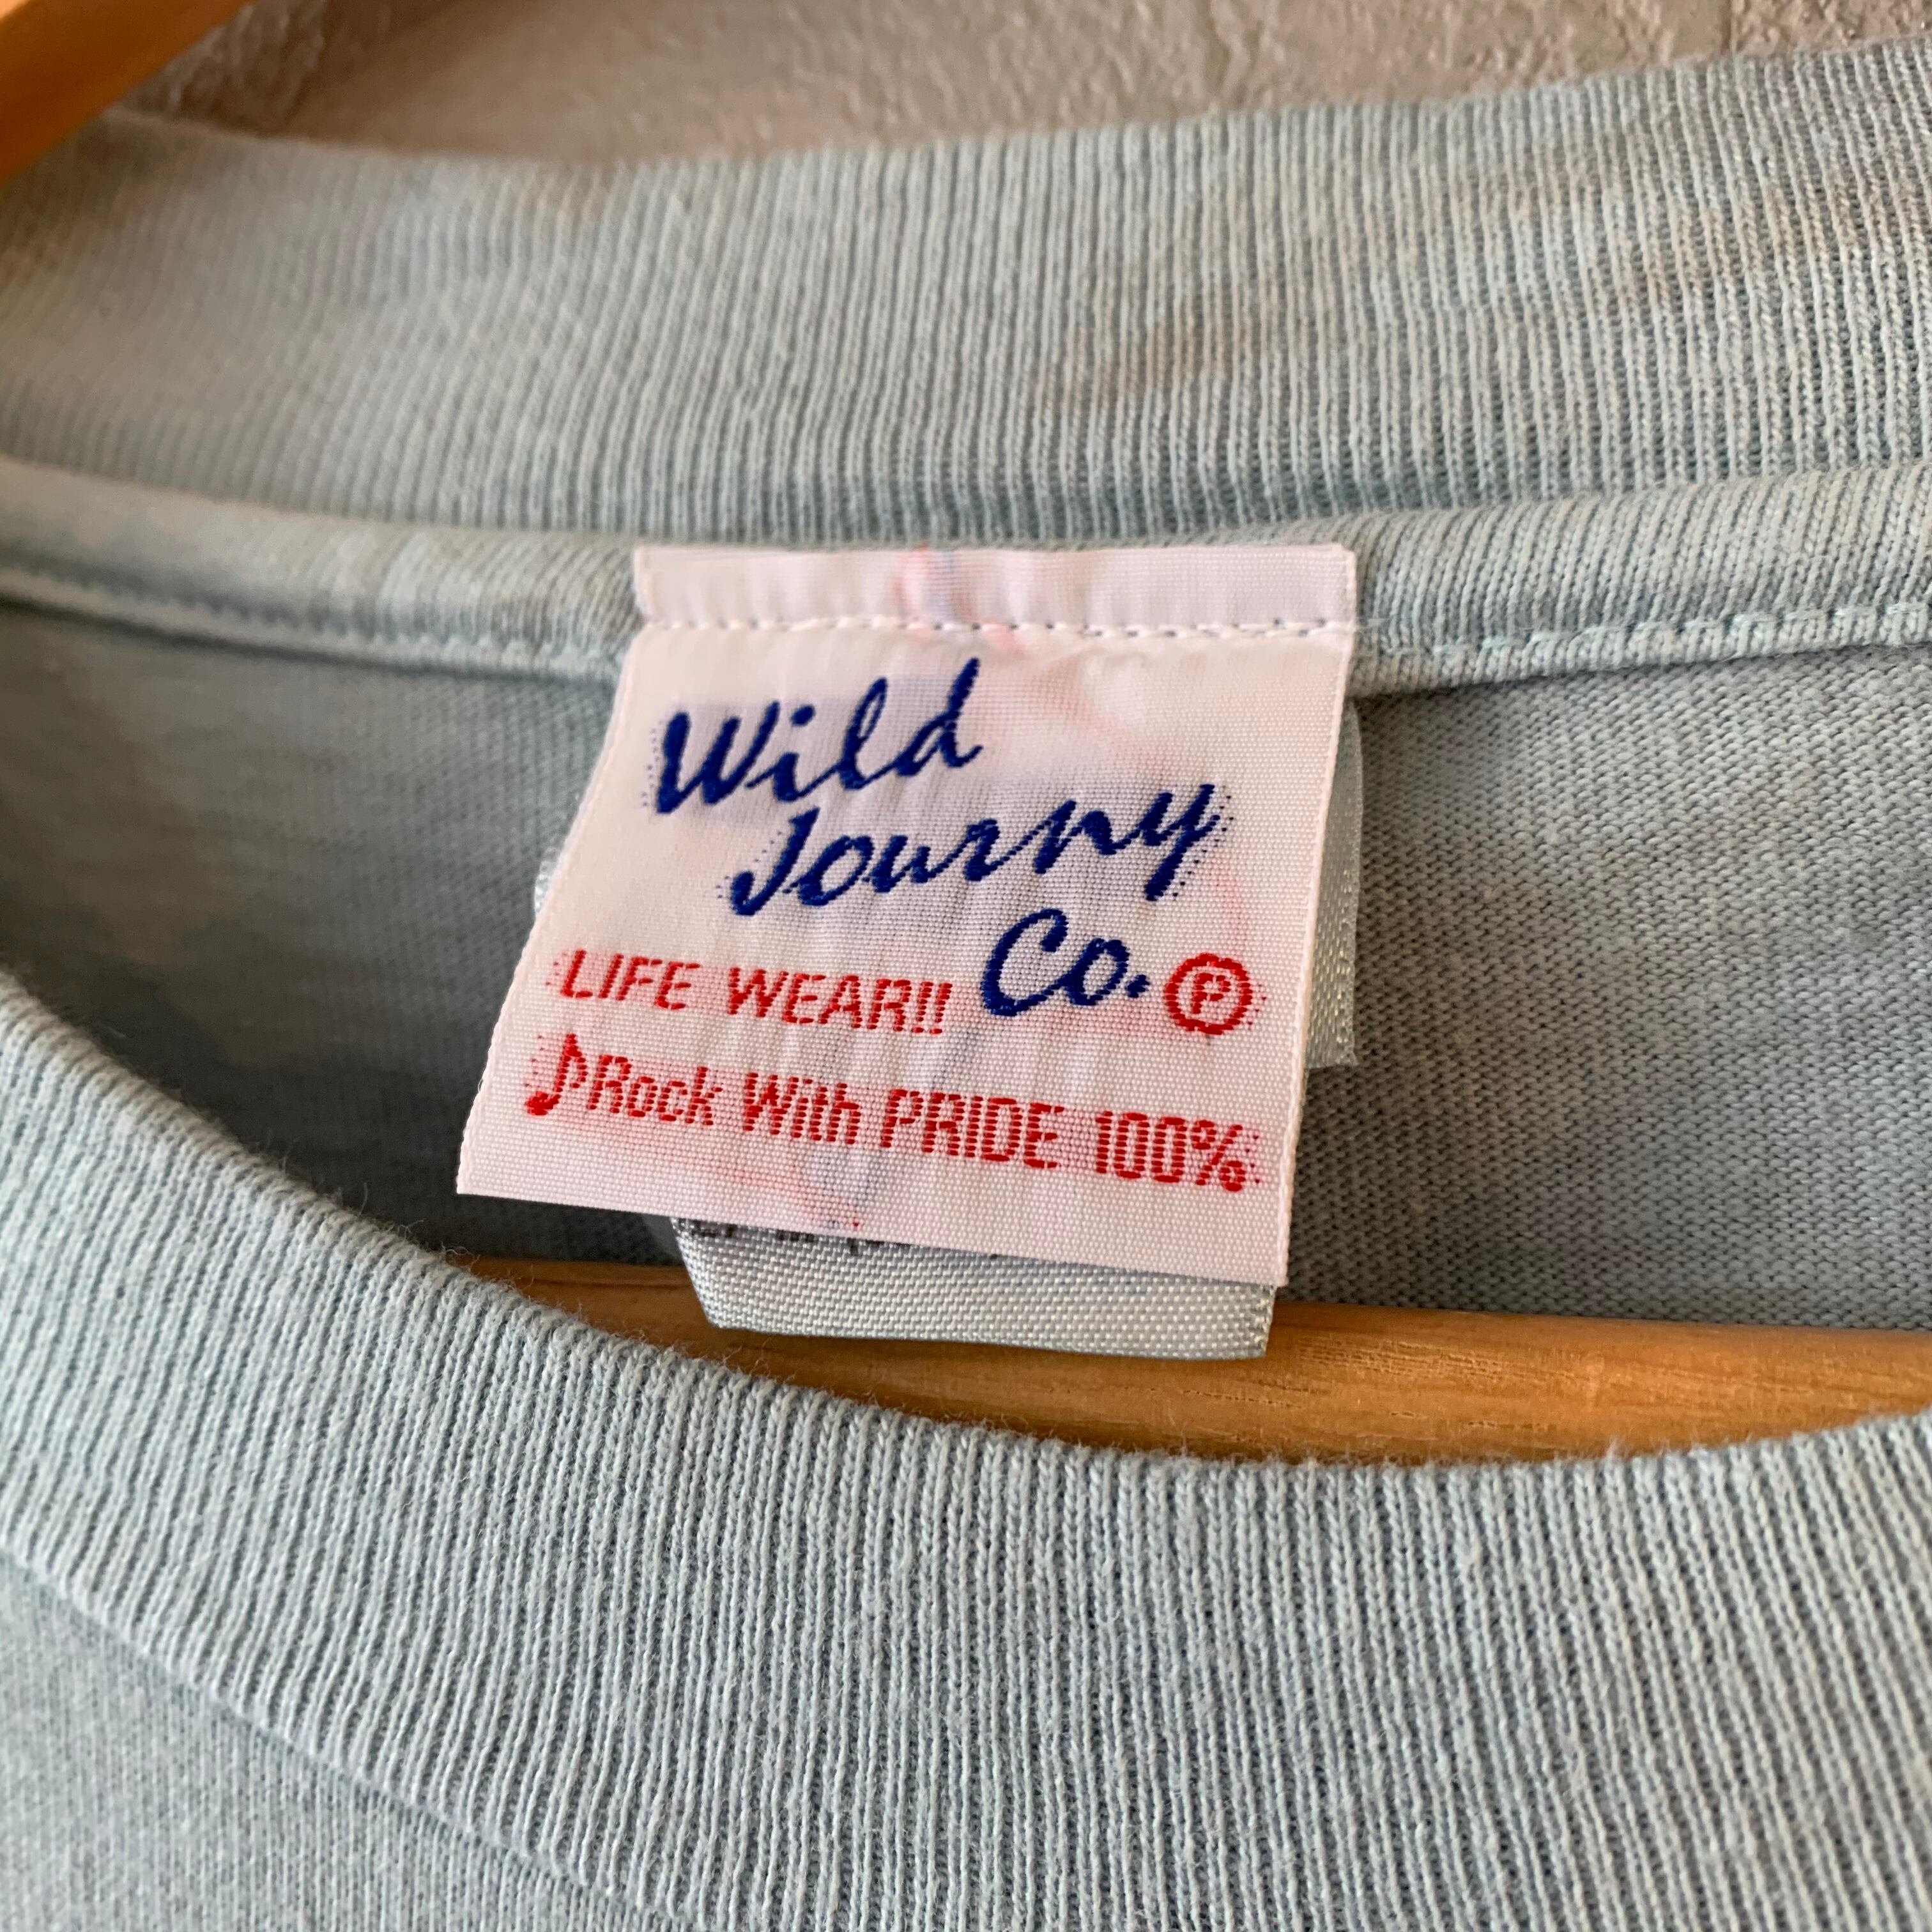 Wild
Journy
Co. Ⓟ
LIFE WEAR!!
♪Rock With PRIDE 100%